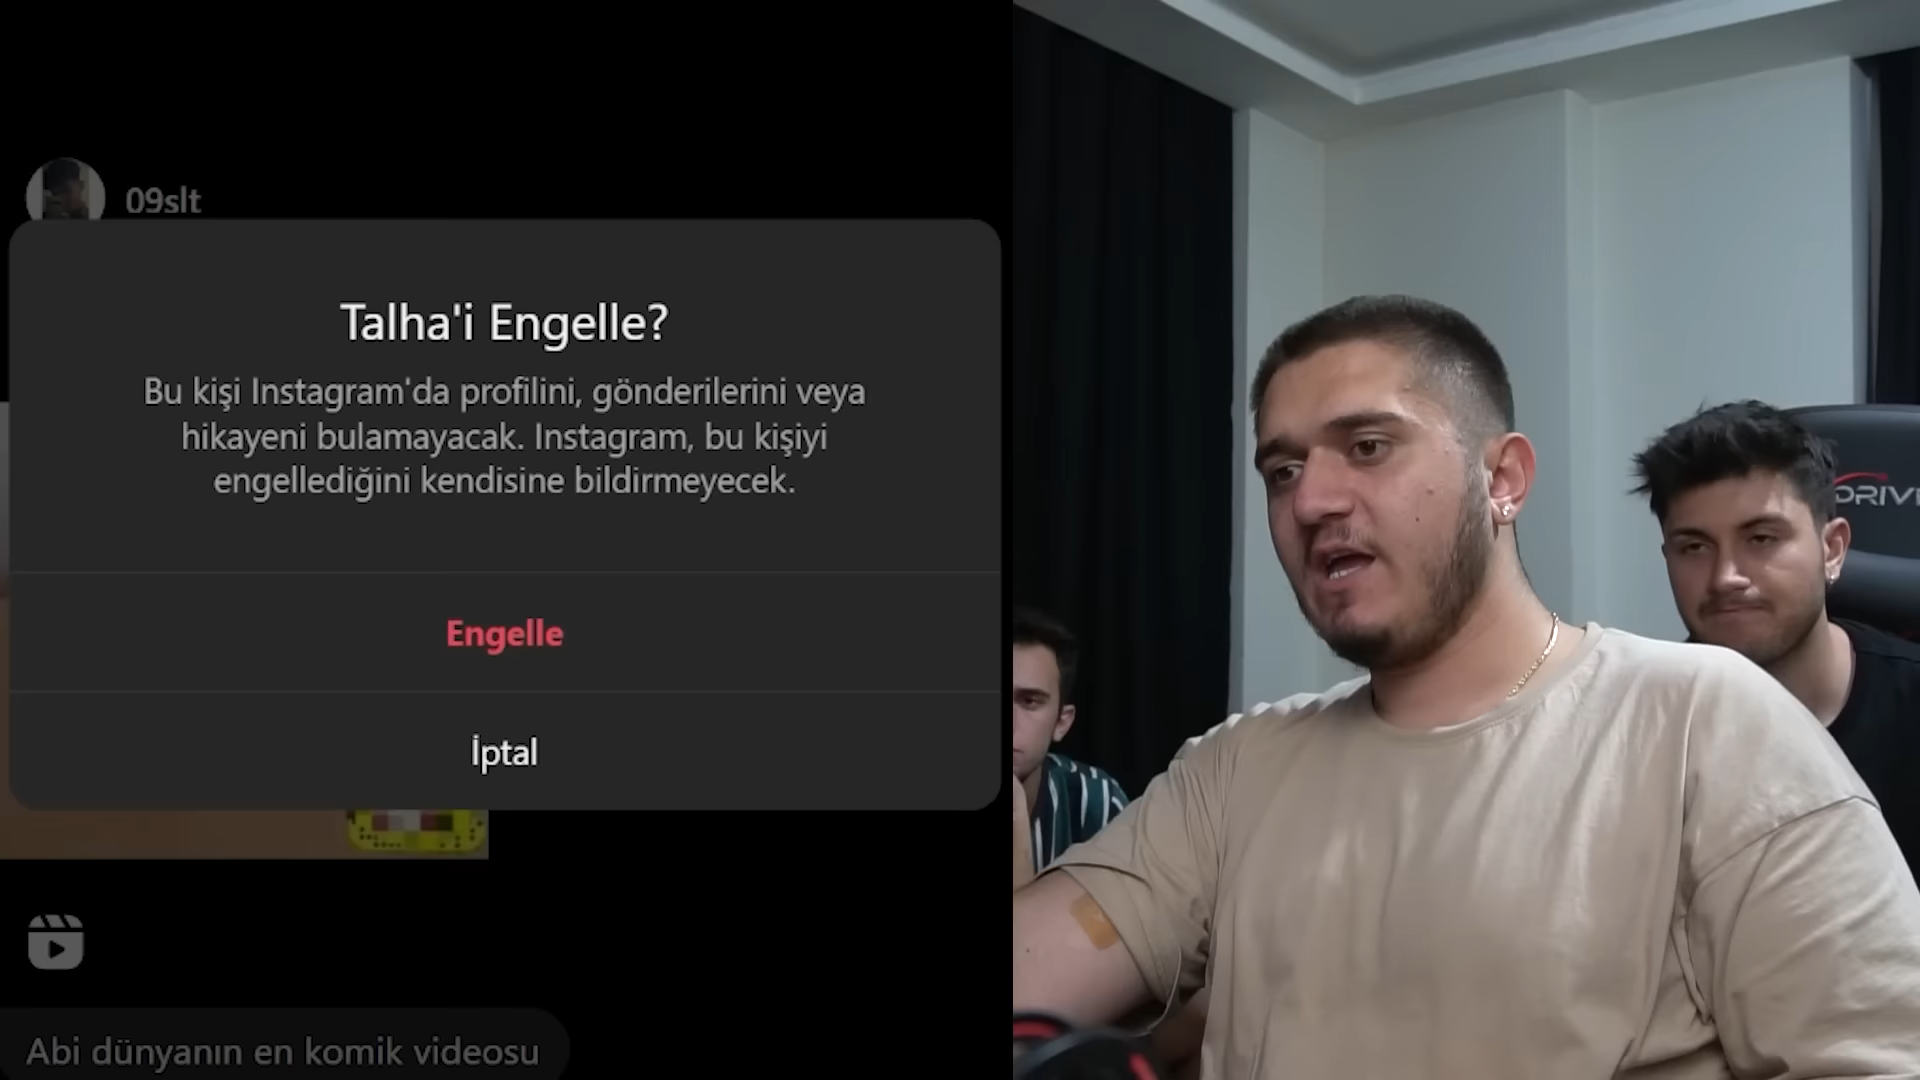 09slt
Talha'i Engelle?
Bu kişi Instagram'da profilini, gönderilerini veya
hikayeni bulamayacak. Instagram, bu kişiyi
engellediğini kendisine bildirmeyecek.
Engelle
İptal
Abi dünyanın en komik videosu